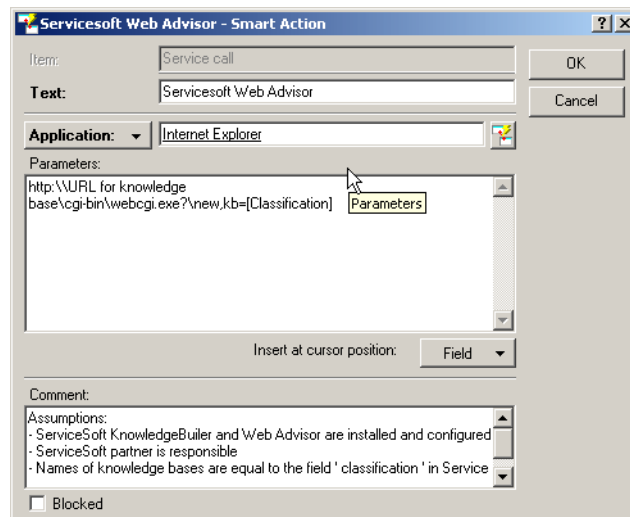 Servicesoft Web Advisor - Smart Action
Item:
Service call
OK
Text:
Servicesoft Web Advisor
Cancel
Application:
Internet Explorer
Parameters:
http:\\URL for knowledge
base\cgi-bin\webcgi.exe?\new,kb=[Classification]
Parameters
Insert at cursor position:
Field
Comment:
Assumptions:
- ServiceSoft KnowledgeBuiler and Web Advisor are installed and configured
- ServiceSoft partner is responsible
- Names of knowledge bases are equal to the field ' classification ' in Service
Blocked